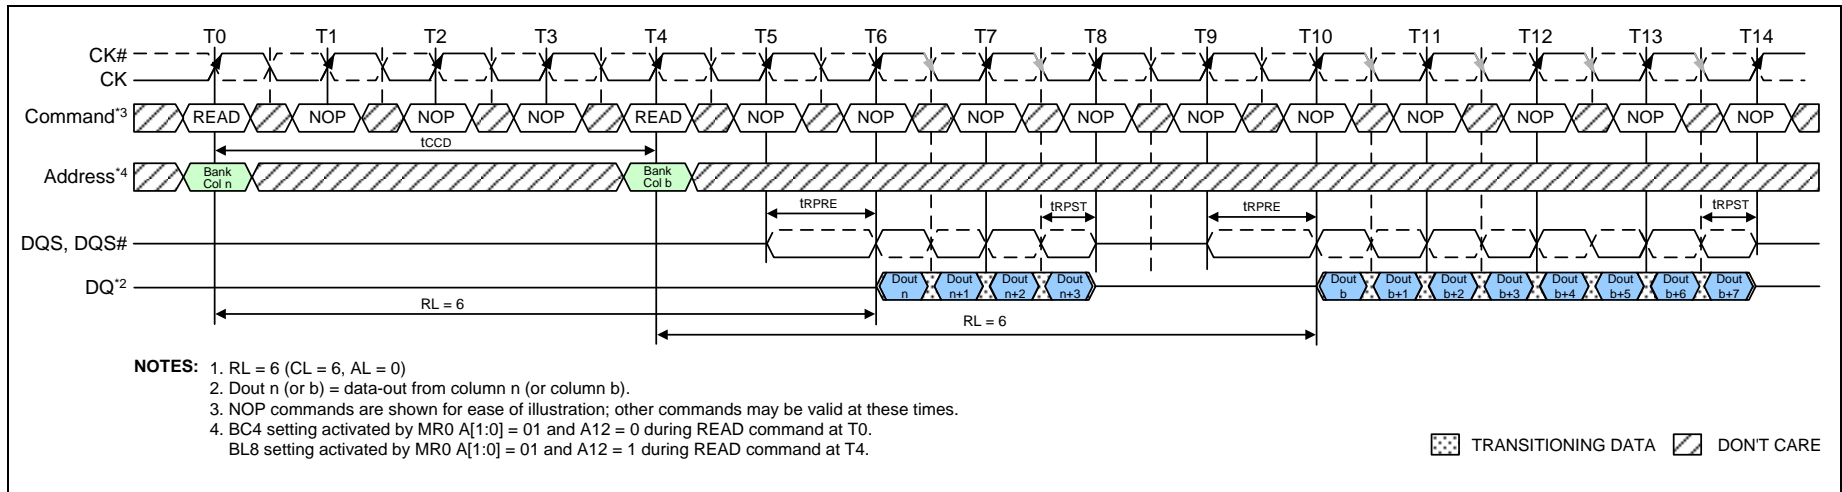 T0 T1 T2 T3 T4 T5 T6 T7 T8 T9 T10 T11 T12 T13 T14
CK#
CK
Command*3 READ NOP NOP NOP READ NOP NOP NOP NOP NOP NOP NOP NOP NOP NOP
tCCD
Address*4 Bank Col n Bank Col b
tRPRE tRPST tRPRE tRPST
DQS, DQS#
DQ*2 Dout n Dout n+1 Dout n+2 Dout n+3 Dout b Dout b+1 Dout b+2 Dout b+3 Dout b+4 Dout b+5 Dout b+6 Dout b+7
RL = 6
RL = 6
NOTES: 1. RL = 6 (CL = 6, AL = 0)
2. Dout n (or b) = data-out from column n (or column b).
3. NOP commands are shown for ease of illustration; other commands may be valid at these times.
4. BC4 setting activated by MR0 A[1:0] = 01 and A12 = 0 during READ command at T0.
BL8 setting activated by MR0 A[1:0] = 01 and A12 = 1 during READ command at T4.
TRANSITIONING DATA DON'T CARE